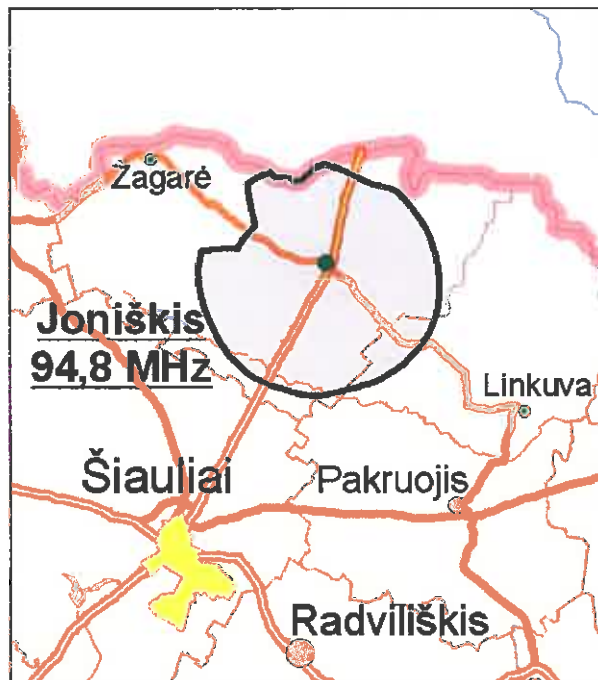 Žagarė
Joniškis
94,8 MHz
Linkuva
Šiauliai
Pakruojis
Radviliškis